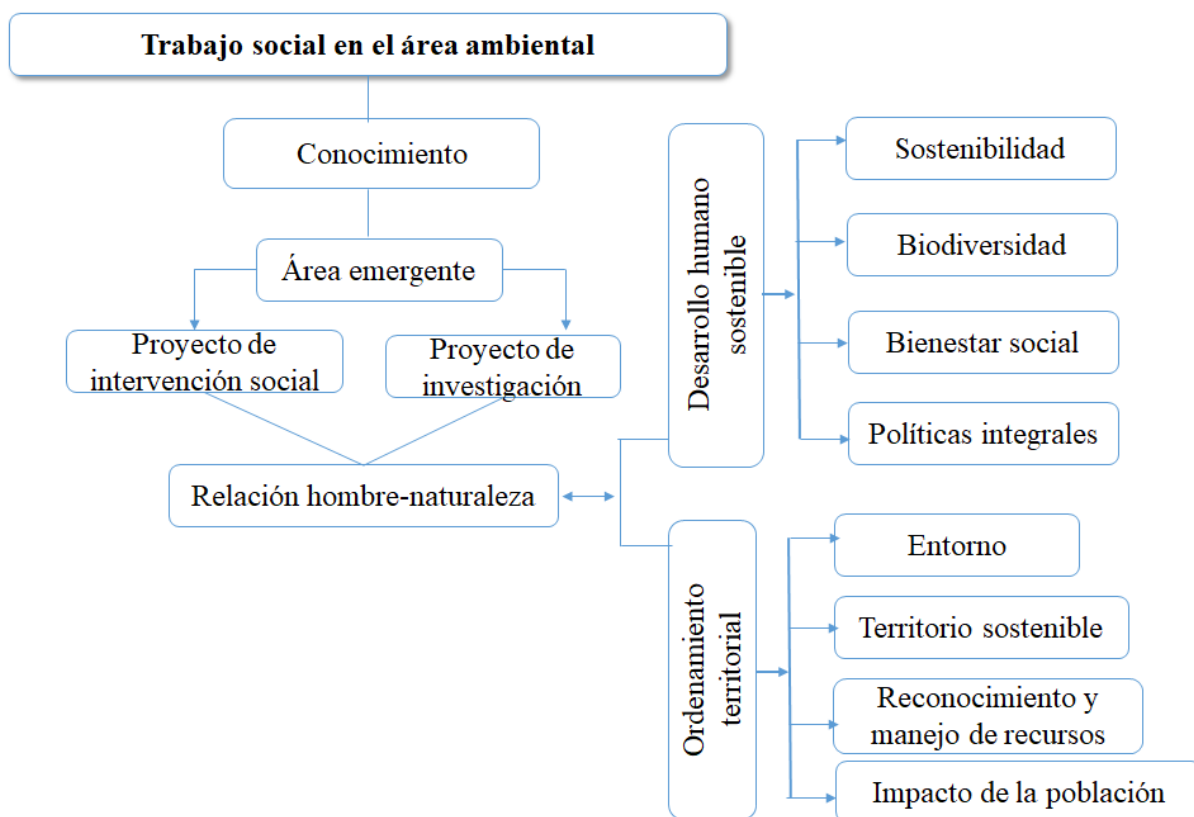 Trabajo social en el área ambiental
Conocimiento
Área emergente
Proyecto de
intervención social
Proyecto de
investigación
Relación hombre-naturaleza
Desarrollo humano
sostenible
Sostenibilidad
Biodiversidad
Bienestar social
Políticas integrales
Ordenamiento
territorial
Entorno
Territorio sostenible
Reconocimiento y
manejo de recursos
Impacto de la población